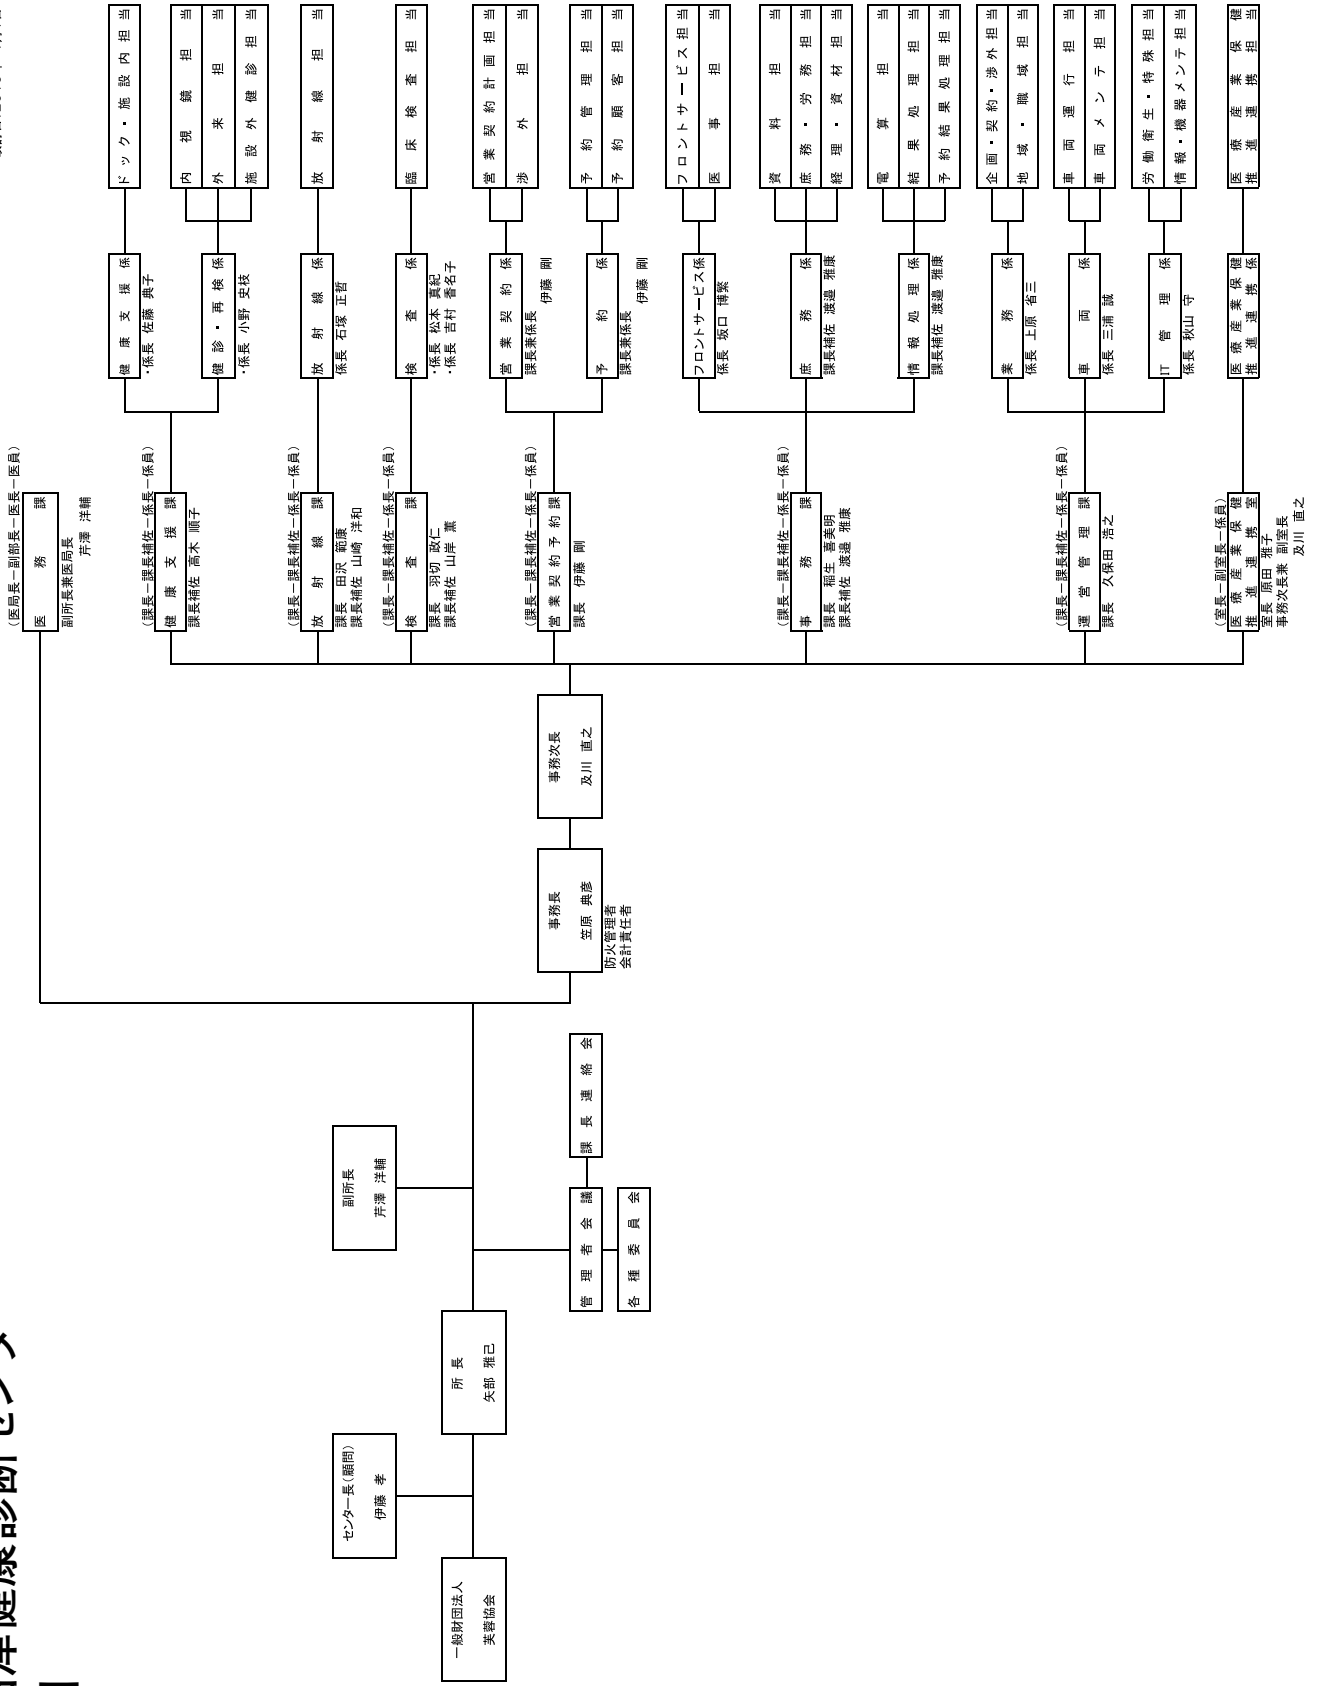 健康診断センタ
一般財団法人
芙蓉協会
センター長(顧問)
伊藤 孝
所 長
矢部 雅己
副所長
芹澤 洋輔
管理者会議
各種委員会
課長連絡会
事務長
笠原 典彦
防火管理者
会計責任者
事務次長
及川 直之
(医局長-副部長-医長-医員)
医務課
副所長兼医局長
芹澤 洋輔
(課長-課長補佐-係長-係員)
健康支援課
課長補佐 高木 順子
健康支援係
・係長 佐藤 典子
ドック・施設内担当
健診・再検係
・係長 小野 史枝
内視鏡担当
外来担当
施設外健診担当
(課長-課長補佐-係長-係員)
放射線課
課長 田沢 範康
課長補佐 山崎 洋和
放射線係
係長 石塚 正哲
放射線担当
(課長-課長補佐-係長-係員)
検査課
課長 羽切 政仁
課長補佐 山岸 薫
検査係
・係長 松本 真紀
・係長 吉村 香名子
臨床検査担当
(課長-課長補佐-係長-係員)
営業契約予約課
課長 伊藤 剛
営業契約係
課長兼係長
伊藤 剛
営業契約計画担当
渉外担当
予約係
課長兼係長
伊藤 剛
予約管理担当
予約顧客担当
(課長-課長補佐-係長-係員)
事務課
課長 稲生 喜美明
課長補佐 渡邉 雅康
フロントサービス係
係長 坂口 博繁
フロントサービス担当
医事担当
庶務係
課長補佐 渡邉 雅康
資料担当
庶務・労務担当
経理・資材担当
情報処理係
課長補佐 渡邉 雅康
電算担当
結果処理担当
予約結果処理担当
(課長-課長補佐-係長-係員)
運営管理課
課長 久保田 浩之
業務係
係長 上原 省三
企画・契約・渉外担当
地域・職域担当
車両係
係長 三浦 誠
車両運行担当
車両メンテ担当
IT管理係
係長 秋山 守
労働衛生・特殊担当
情報・機器メンテ担当
(室長-副室長-係員)
医療産業保健
推進連携室
室長 原田 雅子
事務次長兼 副室長
及川 直之
医療産業保健
推進連携係
医療産業保健
推進連携担当